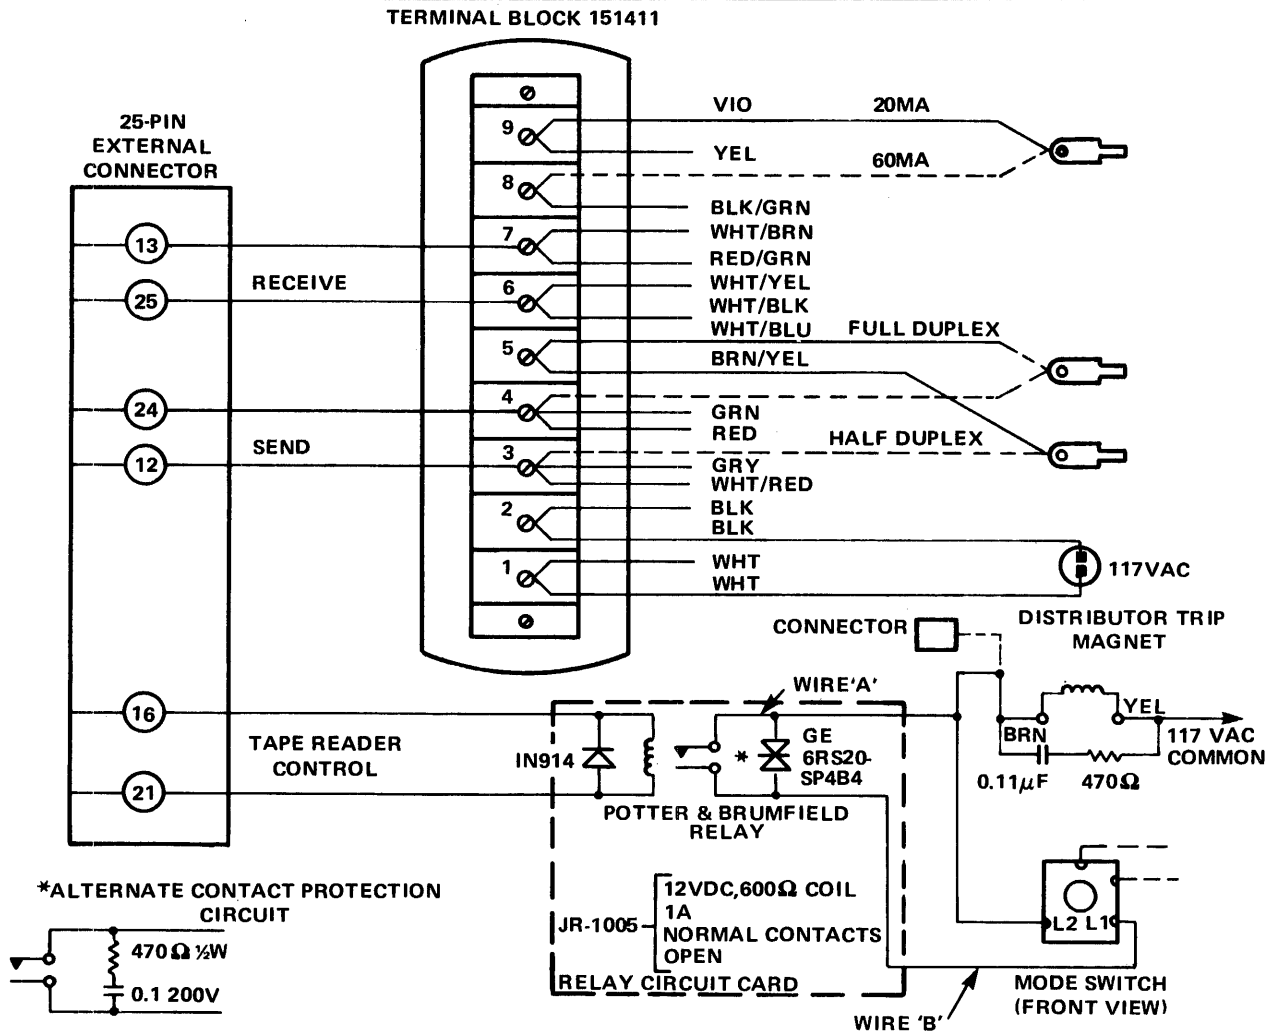 TERMINAL BLOCK 151411
25-PIN
EXTERNAL
CONNECTOR
9
VIO
20MA
YEL
60MA
8
BLK/GRN
13
7
WHT/BRN
RED/GRN
RECEIVE
25
6
WHT/YEL
WHT/BLK
WHT/BLU
FULL DUPLEX
5
BRN/YEL
24
4
GRN
RED
HALF DUPLEX
SEND
12
3
GRY
WHT/RED
2
BLK
BLK
1
WHT
WHT
117VAC
DISTRIBUTOR TRIP
MAGNET
CONNECTOR
WIRE 'A'
16
TAPE READER
CONTROL
21
IN914
*
GE
6RS20-
SP4B4
POTTER & BRUMFIELD
RELAY
BRN
YEL
117 VAC
COMMON
0.11μF
470Ω
*ALTERNATE CONTACT PROTECTION
CIRCUIT
470Ω ½W
0.1 200V
JR-1005
12VDC,600Ω COIL
1A
NORMAL CONTACTS
OPEN
RELAY CIRCUIT CARD
L2 L1
MODE SWITCH
(FRONT VIEW)
WIRE 'B'